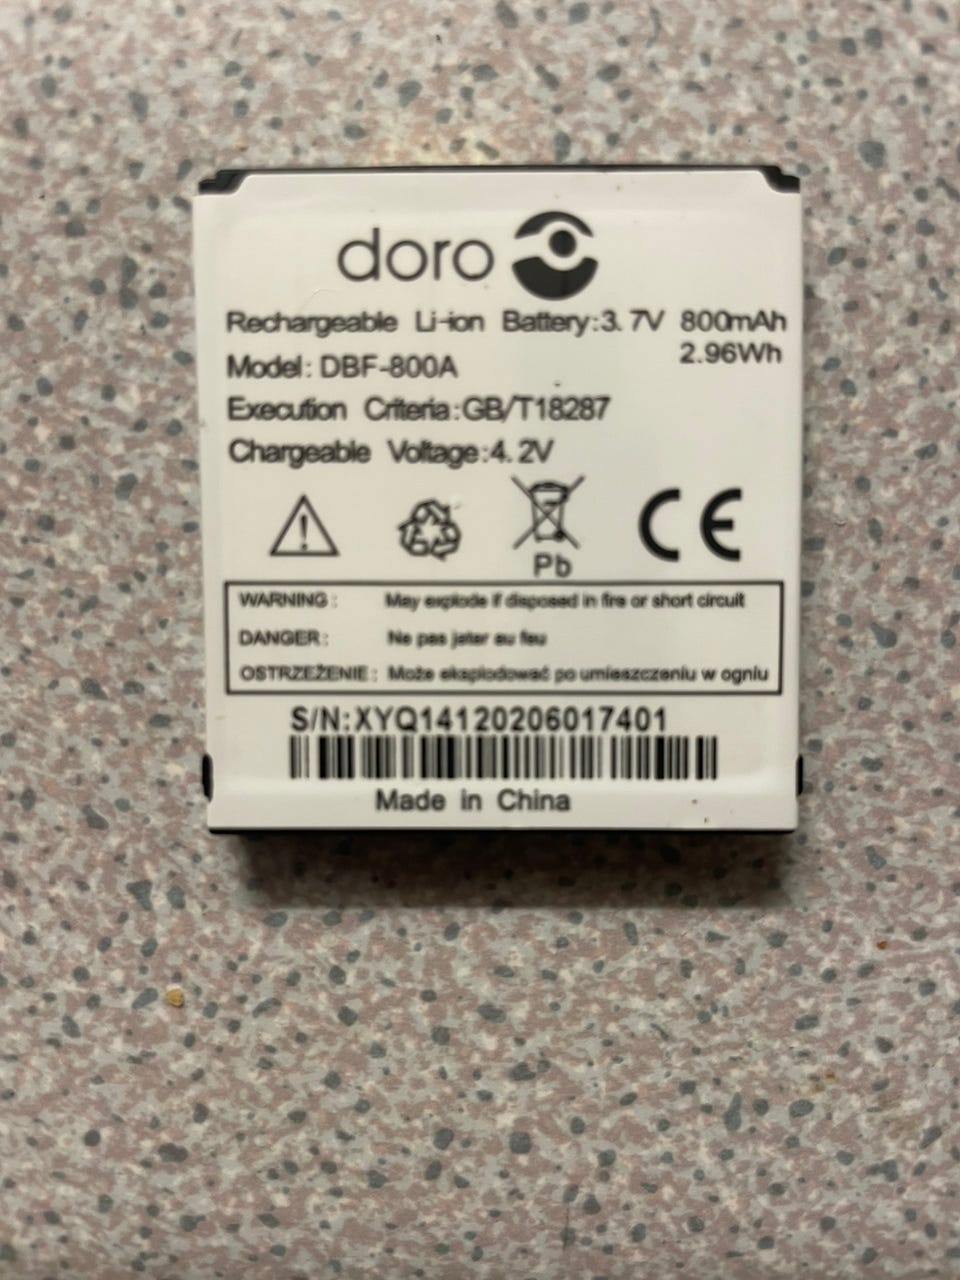 doro
Rechargeable Li-ion Battery:3.7V 800mAh
2.96Wh
Model: DBF-800A
Execution Criteria:GB/T18287
Chargeable Voltage:4.2V
Pb
CE
WARNING: May explode if disposed in fire or short circuit
DANGER: Ne pas jeter au feu
OSTRZEŻENIE: Może eksplodować po umieszczeniu w ogniu
S/N:XYQ14120206017401
Made in China